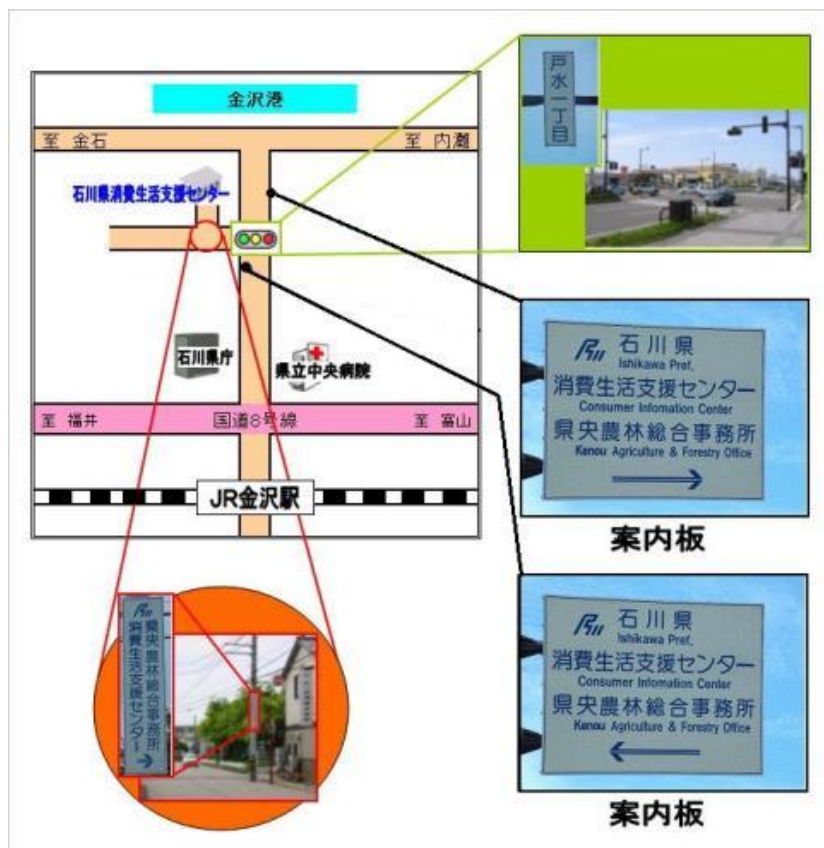 金沢港
至 金石
至 内灘
石川県消費生活支援センター
石川県庁
県立中央病院
至 福井
国道8号線
至 富山
JR金沢駅
戸水一丁目
石川県
Ishikawa Pref.
消費生活支援センター
Consumer Infomation Center
県央農林総合事務所
Kenou Agriculture & Forestry Office
案内板
石川県
Ishikawa Pref.
消費生活支援センター
Consumer Infomation Center
県央農林総合事務所
Kenou Agriculture & Forestry Office
案内板
県央農林総合事務所
消費生活支援センター